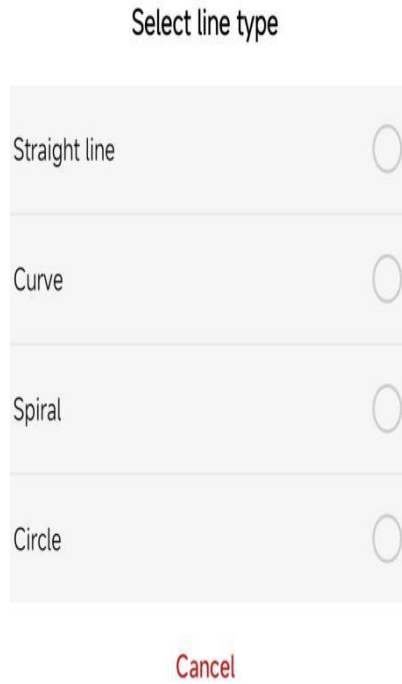 Select line type
Straight line
Curve
Spiral
Circle
Cancel